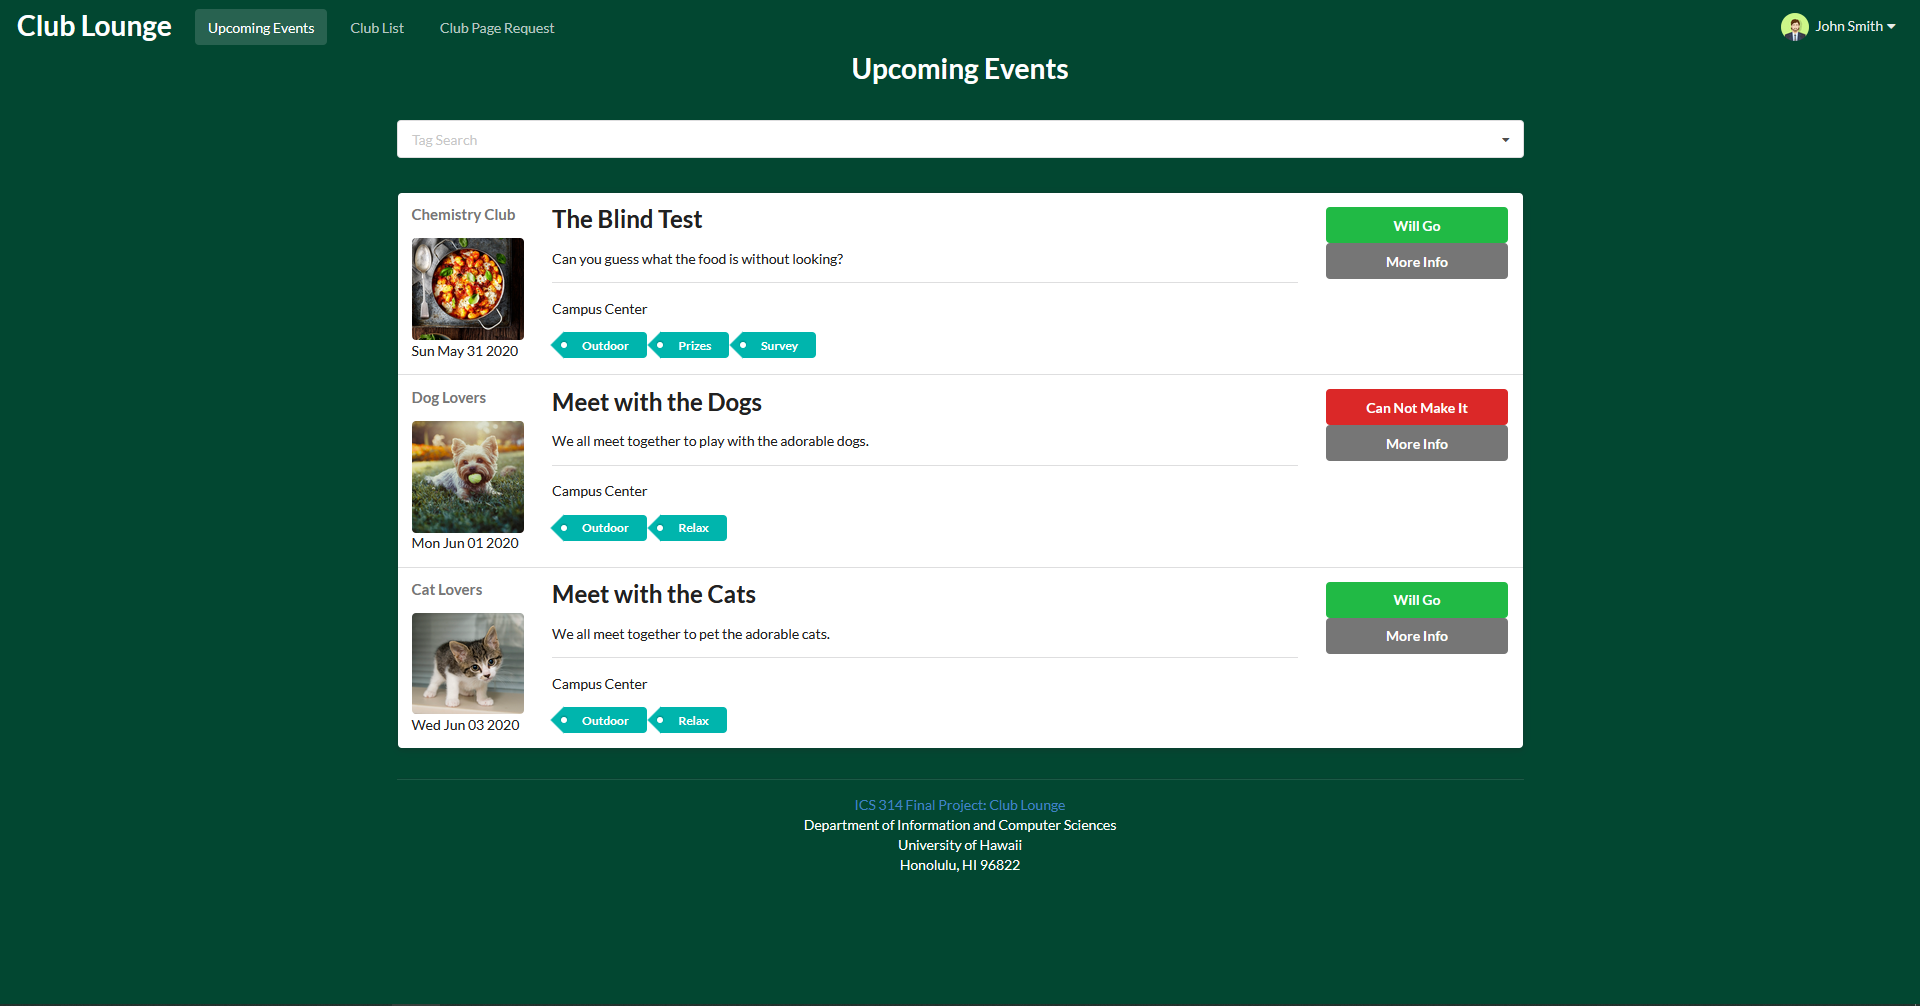 Club Lounge
Upcoming Events
Club List
Club Page Request
John Smith
Upcoming Events
Tag Search
Chemistry Club
The Blind Test
Can you guess what the food is without looking?
Campus Center
Outdoor
Prizes
Survey
Sun May 31 2020
Will Go
More Info
Dog Lovers
Meet with the Dogs
We all meet together to play with the adorable dogs.
Campus Center
Outdoor
Relax
Mon Jun 01 2020
Can Not Make It
More Info
Cat Lovers
Meet with the Cats
We all meet together to pet the adorable cats.
Campus Center
Outdoor
Relax
Wed Jun 03 2020
Will Go
More Info
ICS 314 Final Project: Club Lounge
Department of Information and Computer Sciences
University of Hawaii
Honolulu, HI 96822